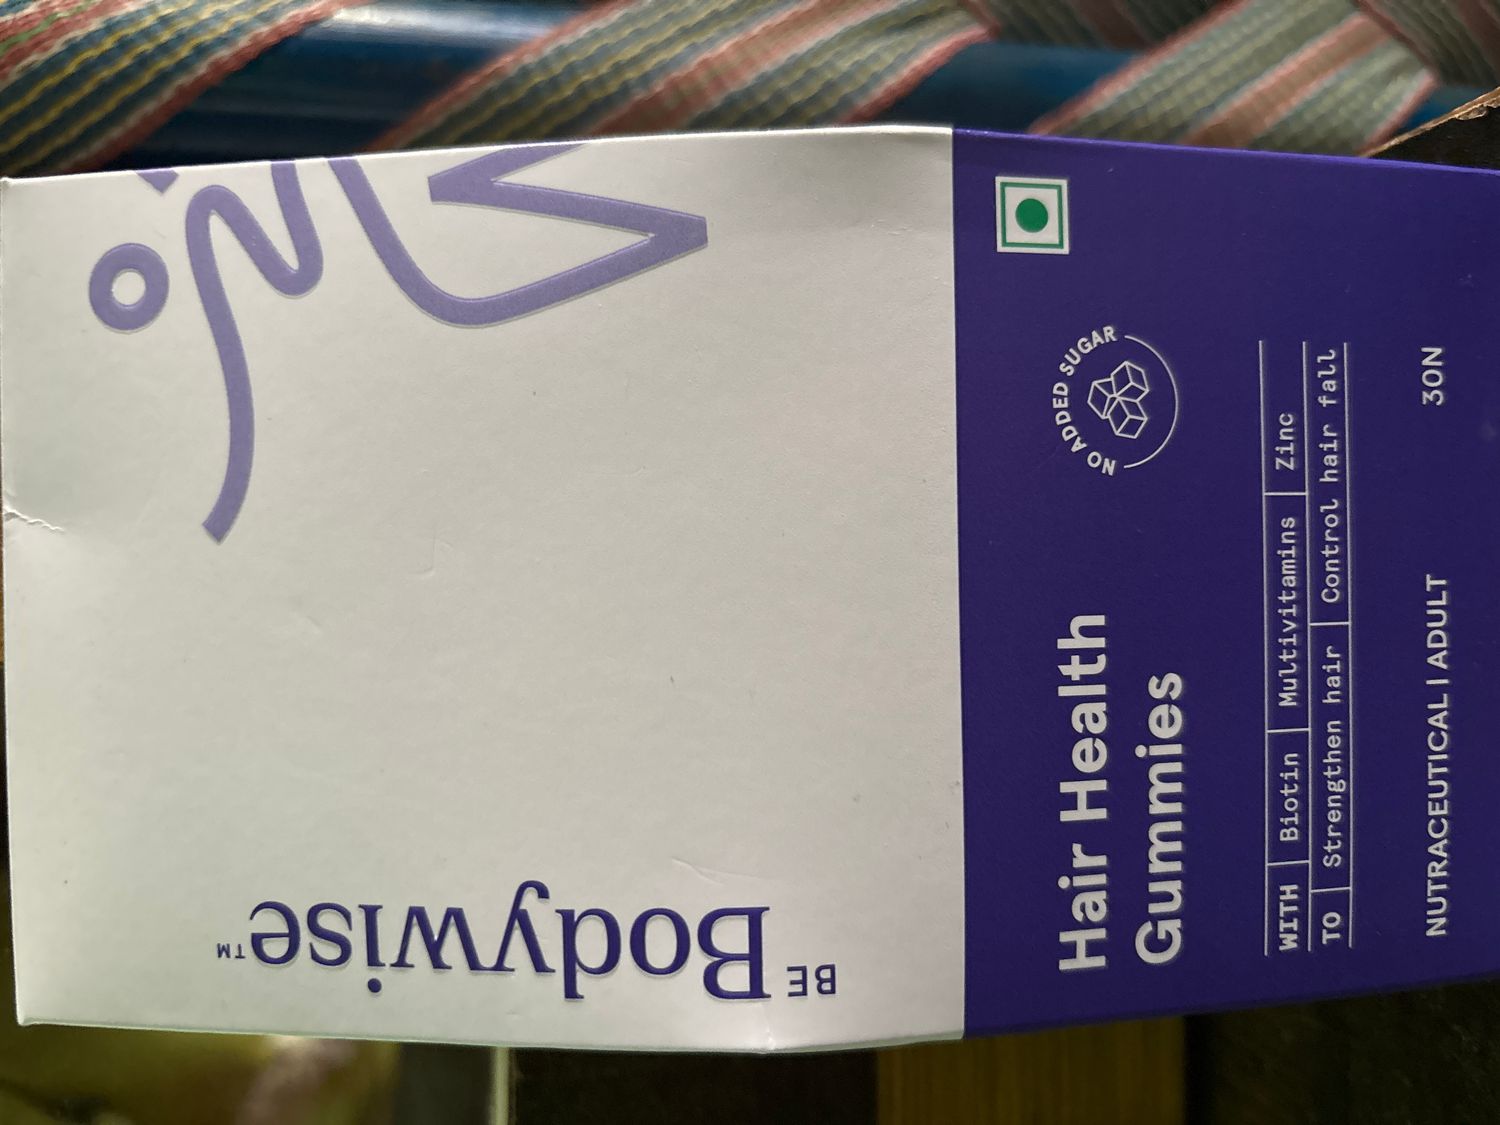 BE Bodywise™
NO ADDED SUGAR
Hair Health
Gummies
WITH Biotin Multivitamins Zinc
TO Strengthen hair Control hair fall
NUTRACEUTICAL | ADULT 30N